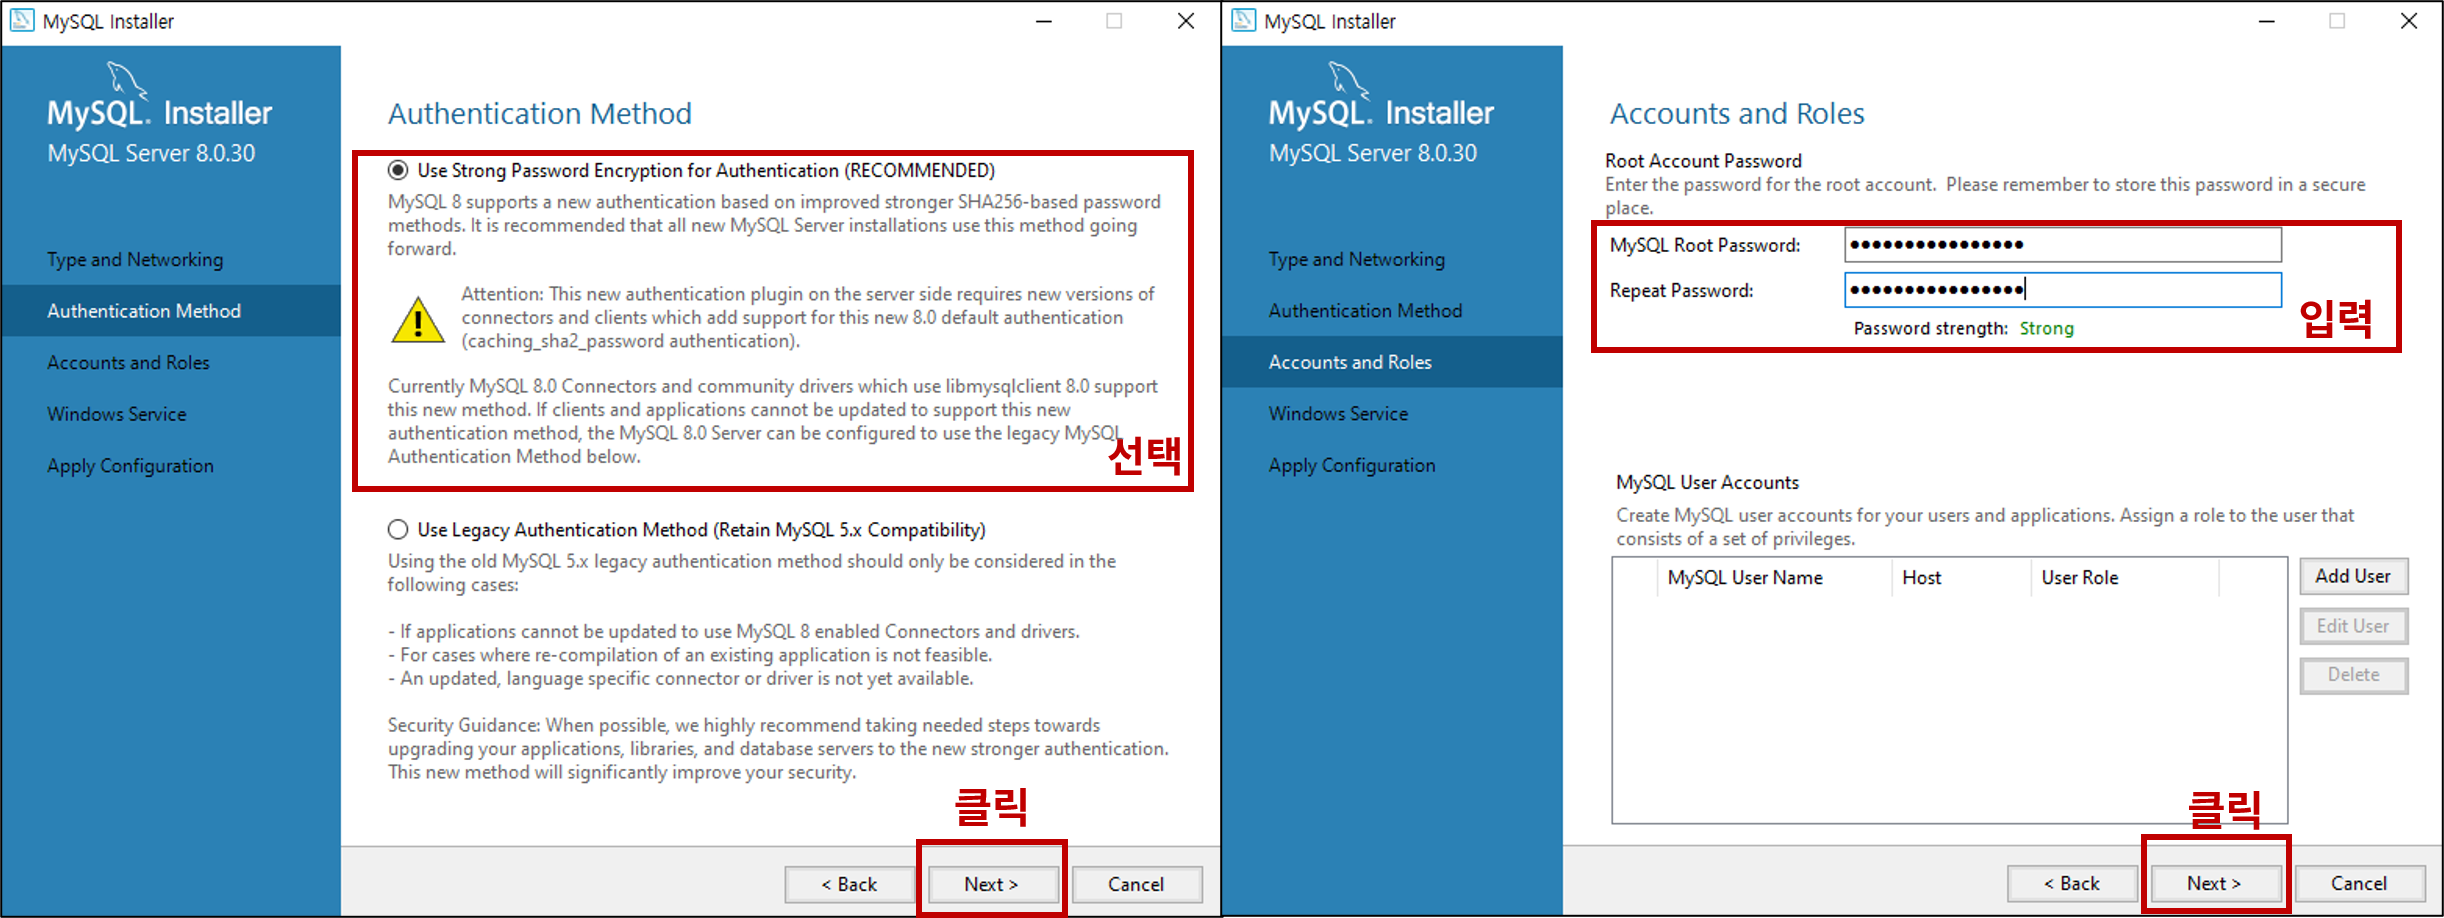 MySQL Installer
MySQL. Installer
MySQL Server 8.0.30
Type and Networking
Authentication Method
Accounts and Roles
Windows Service
Apply Configuration
Authentication Method
Use Strong Password Encryption for Authentication (RECOMMENDED)
MySQL 8 supports a new authentication based on improved stronger SHA256-based password
methods. It is recommended that all new MySQL Server installations use this method going
forward.
Attention: This new authentication plugin on the server side requires new versions of
connectors and clients which add support for this new 8.0 default authentication
(caching_sha2_password authentication).
Currently MySQL 8.0 Connectors and community drivers which use libmysqlclient 8.0 support
this new method. If clients and applications cannot be updated to support this new
authentication method, the MySQL 8.0 Server can be configured to use the legacy MySQL
Authentication Method below.
선택
Use Legacy Authentication Method (Retain MySQL 5.x Compatibility)
Using the old MySQL 5.x legacy authentication method should only be considered in the
following cases:
- If applications cannot be updated to use MySQL 8 enabled Connectors and drivers.
- For cases where re-compilation of an existing application is not feasible.
- An updated, language specific connector or driver is not yet available.
Security Guidance: When possible, we highly recommend taking needed steps towards
upgrading your applications, libraries, and database servers to the new stronger authentication.
This new method will significantly improve your security.
클릭
< Back
Next >
Cancel
MySQL Installer
MySQL. Installer
MySQL Server 8.0.30
Type and Networking
Authentication Method
Accounts and Roles
Windows Service
Apply Configuration
Accounts and Roles
Root Account Password
Enter the password for the root account.  Please remember to store this password in a secure
place.
MySQL Root Password: ●●●●●●●●●●●●●●●●
Repeat Password: ●●●●●●●●●●●●●●●●
입력
Password strength: Strong
MySQL User Accounts
Create MySQL user accounts for your users and applications. Assign a role to the user that
consists of a set of privileges.
MySQL User Name Host User Role
Add User
Edit User
Delete
클릭
< Back
Next >
Cancel